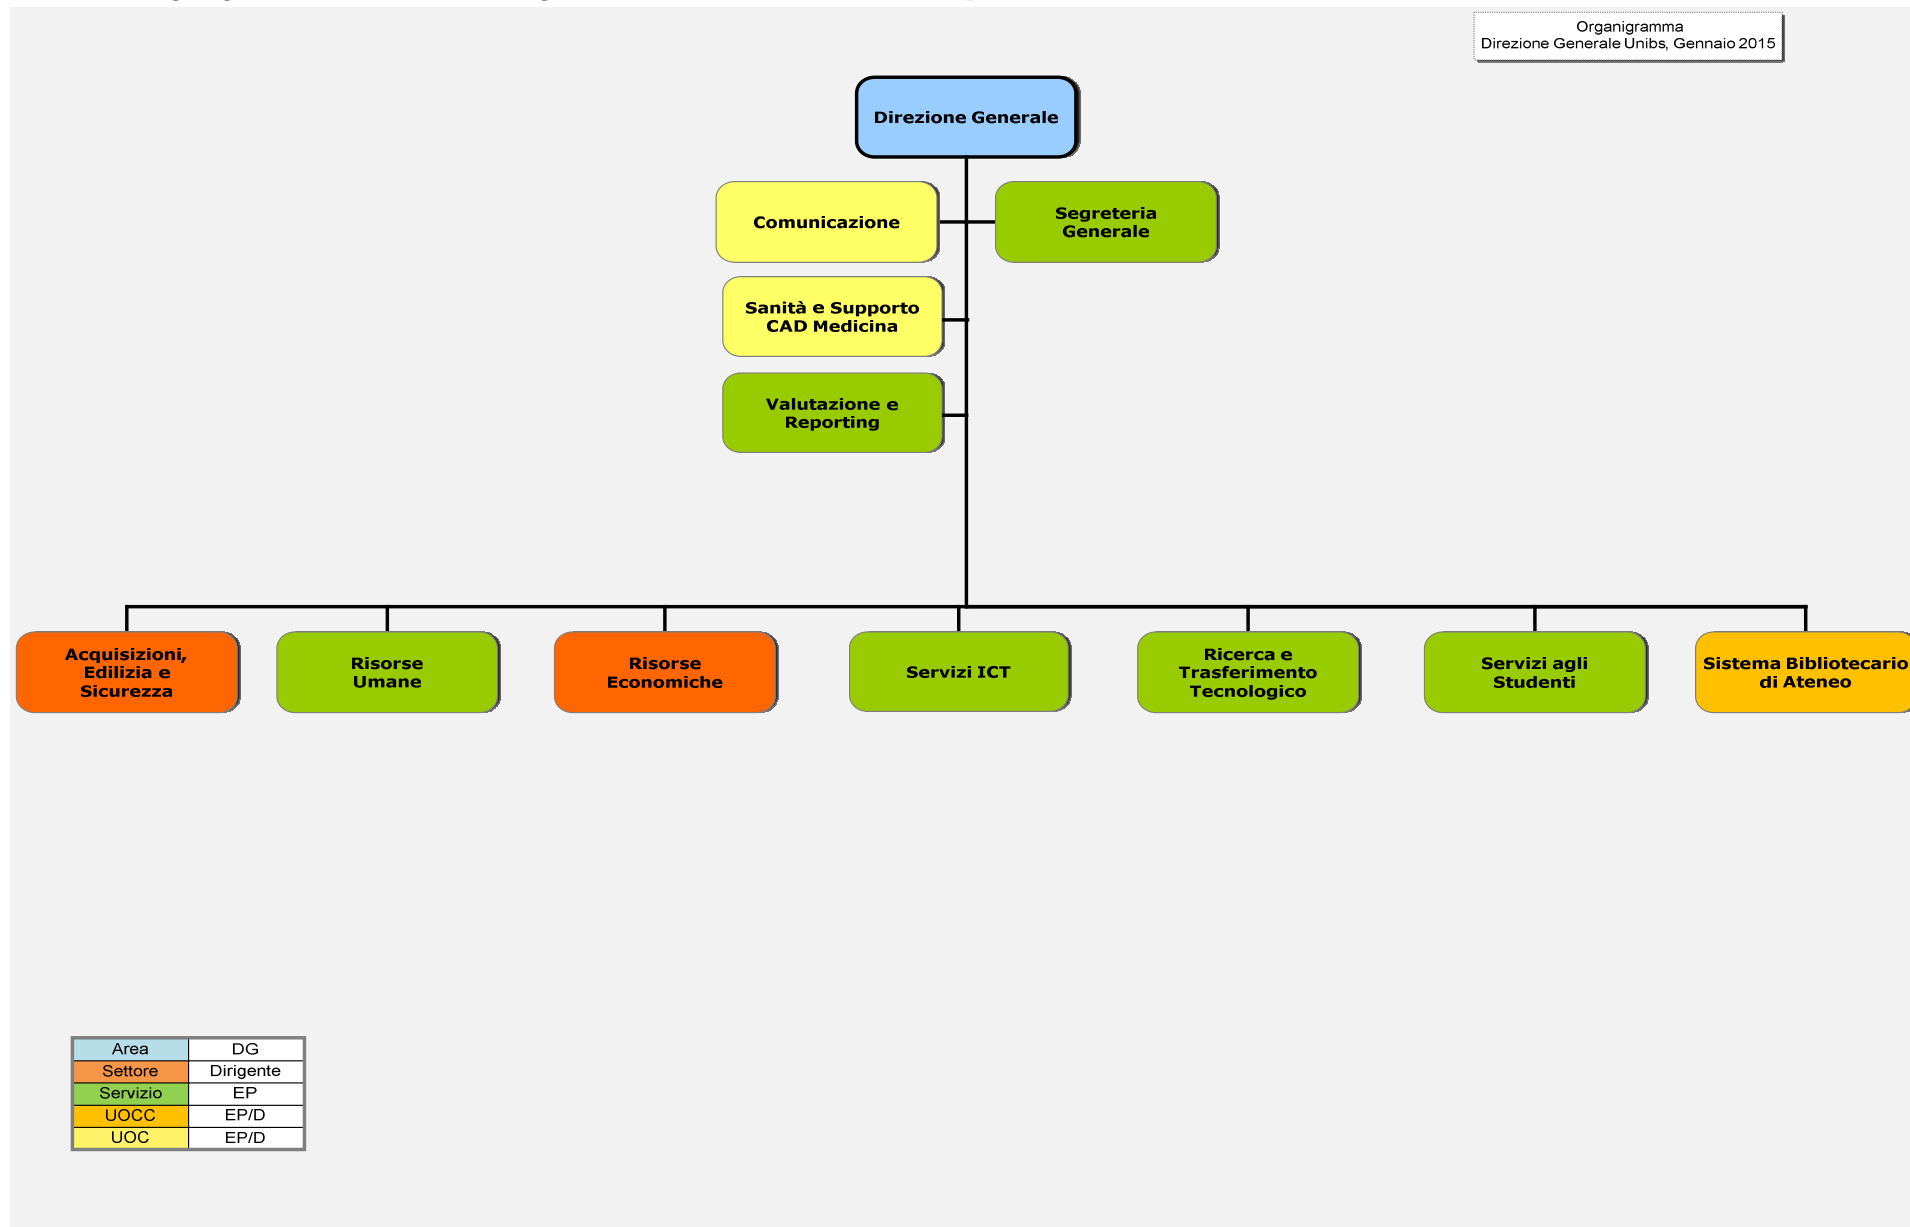 Organigramma
Direzione Generale Unibs, Gennaio 2015
Direzione Generale
Comunicazione
Segreteria
Generale
Sanità e Supporto
CAD Medicina
Valutazione e
Reporting
Acquisizioni,
Edilizia e
Sicurezza
Risorse
Umane
Risorse
Economiche
Servizi ICT
Ricerca e
Trasferimento
Tecnologico
Servizi agli
Studenti
Sistema Bibliotecario
di Ateneo
Area DG
Settore Dirigente
Servizio EP
UOCC EP/D
UOC EP/D